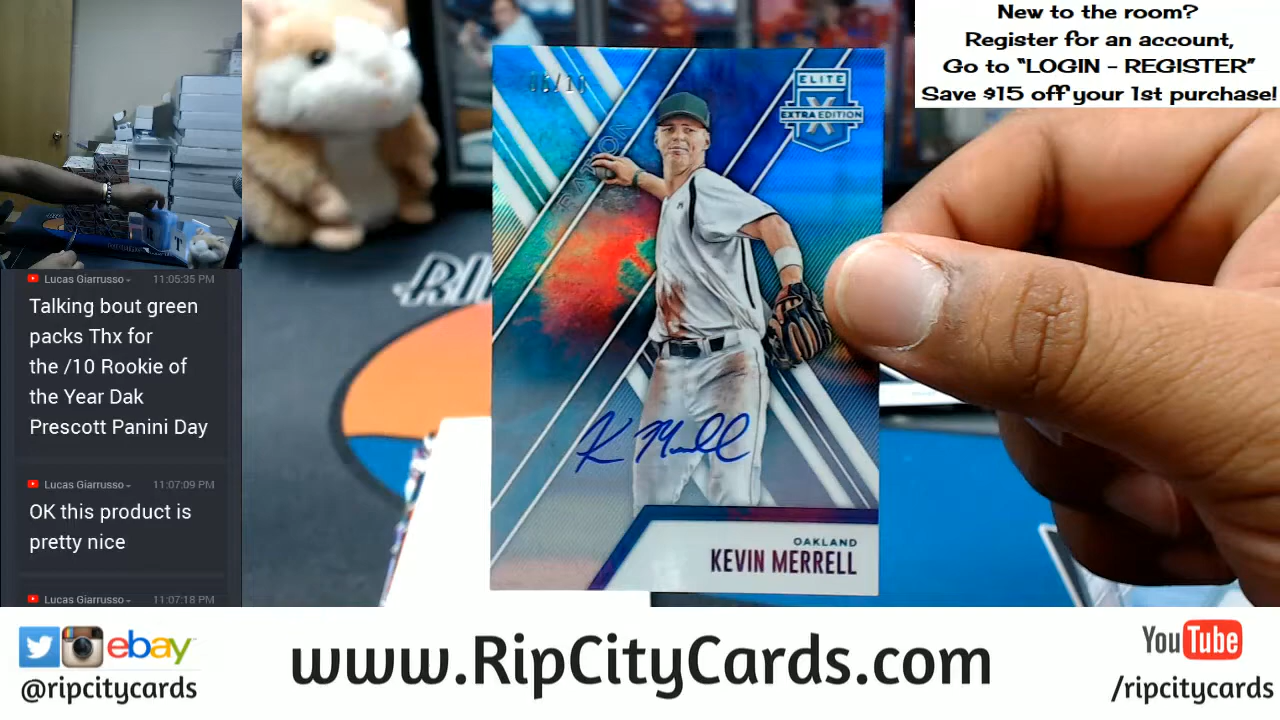 New to the room?
Register for an account,
Go to "LOGIN - REGISTER"
Save $15 off your 1st purchase!
ELITE
X
EXTRA EDITION
K Merrell
OAKLAND
KEVIN MERRELL
Lucas Giarrusso 11:05:35 PM
Talking bout green
packs Thx for
the /10 Rookie of
the Year Dak
Prescott Panini Day
Lucas Giarrusso 11:07:09 PM
OK this product is
pretty nice
Lucas Giarrusso 11:07:18 PM
ebay
@ripcitycards
www.RipCityCards.com
YouTube
/ripcitycards